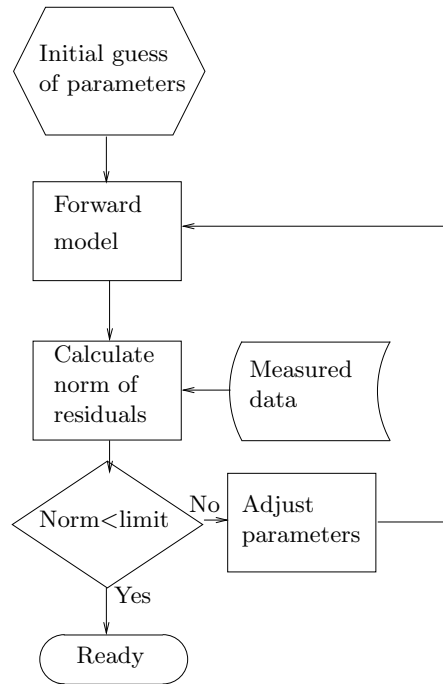 Initial guess
of parameters
Forward
model
Calculate
norm of
residuals
Measured
data
Norm<limit
No
Adjust
parameters
Yes
Ready